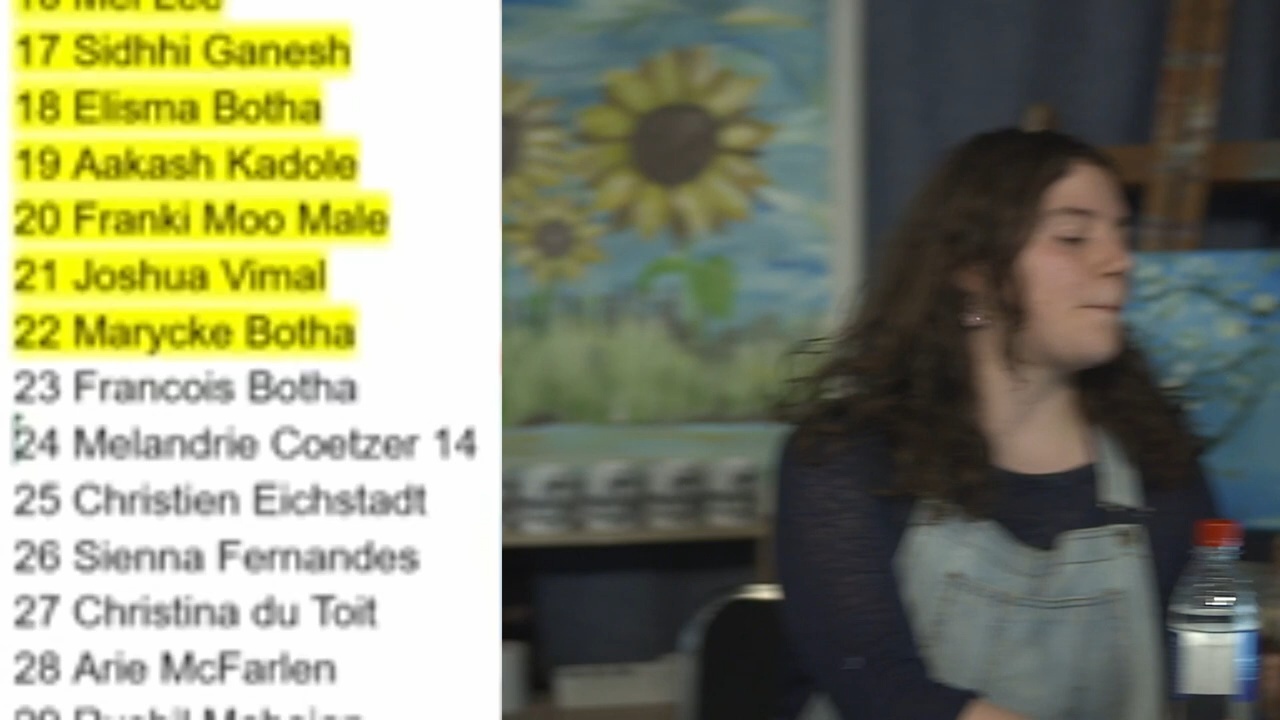 17 Sidhhi Ganesh
18 Elisma Botha
19 Aakash Kadole
20 Franki Moo Male
21 Joshua Vimal
22 Marycke Botha
23 Francois Botha
24 Melandrie Coetzer 14
25 Christien Eichstadt
26 Sienna Fernandes
27 Christina du Toit
28 Arie McFarlen